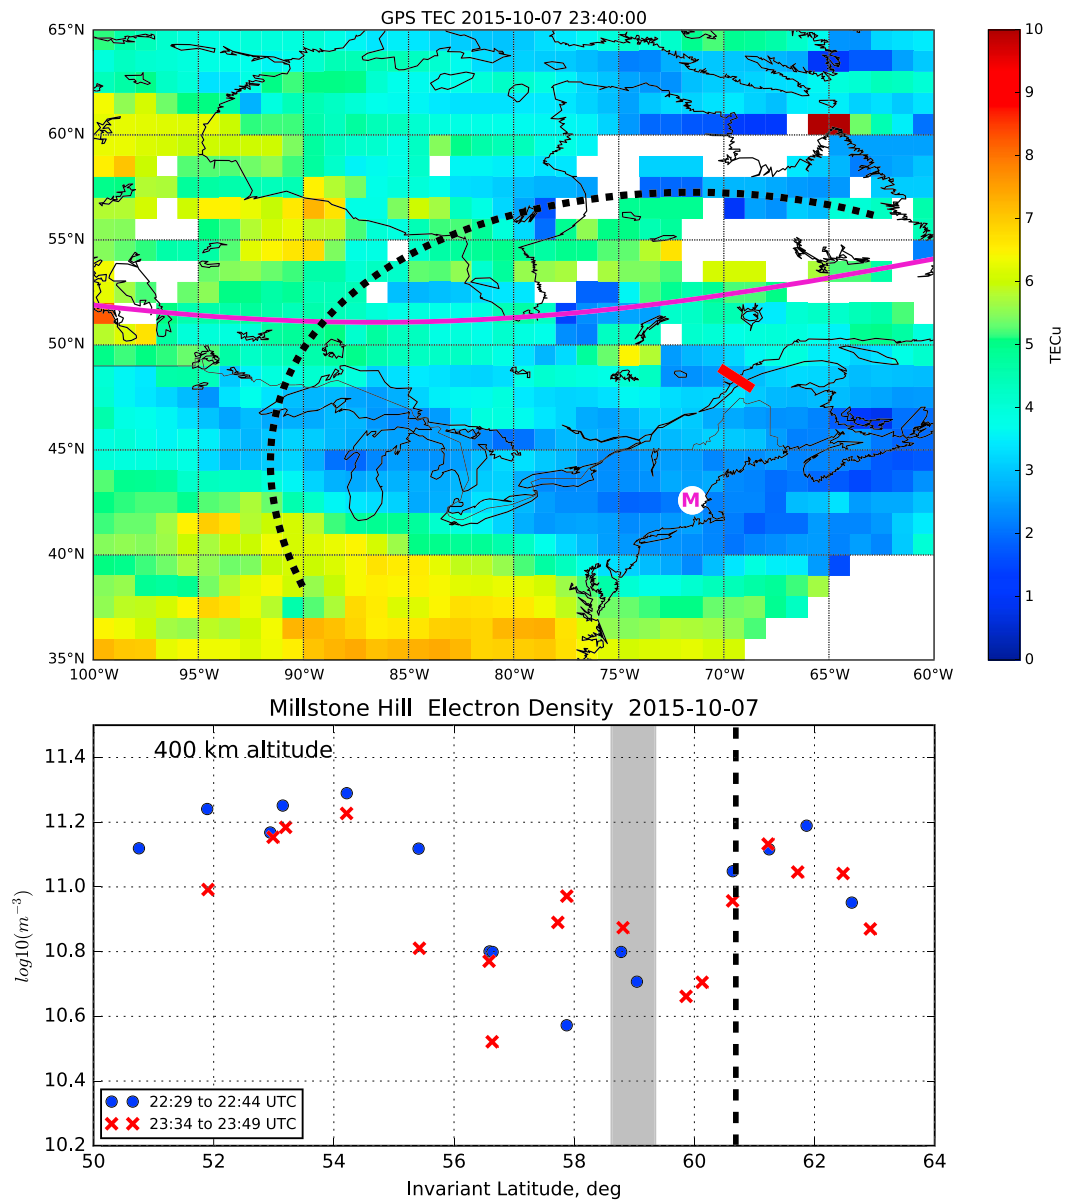 GPS TEC 2015-10-07 23:40:00
65°N
60°N
55°N
50°N
45°N
40°N
35°N
100°W
95°W
90°W
85°W
80°W
75°W
70°W
65°W
60°W
M
10
9
8
7
6
5
4
3
2
1
0
TECu
Millstone Hill Electron Density 2015-10-07
400 km altitude
11.4
11.2
11.0
10.8
10.6
10.4
10.2
log10(m⁻³)
22:29 to 22:44 UTC
23:34 to 23:49 UTC
50
52
54
56
58
60
62
64
Invariant Latitude, deg